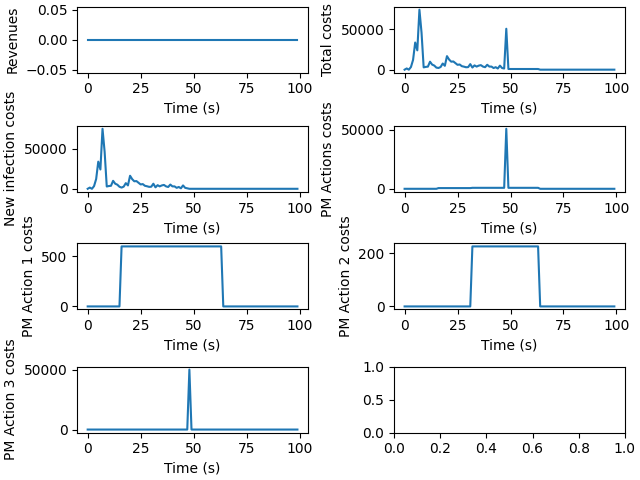 Revenues
0.05
0.00
−0.05
0 25 50 75 100
Time (s)
Total costs
50000
0
0 25 50 75 100
Time (s)
New infection costs
50000
0
0 25 50 75 100
Time (s)
PM Actions costs
50000
0
0 25 50 75 100
Time (s)
PM Action 1 costs
500
0
0 25 50 75 100
Time (s)
PM Action 2 costs
200
0
0 25 50 75 100
Time (s)
PM Action 3 costs
50000
0
0 25 50 75 100
Time (s)
1.0
0.5
0.0
0.0 0.2 0.4 0.6 0.8 1.0